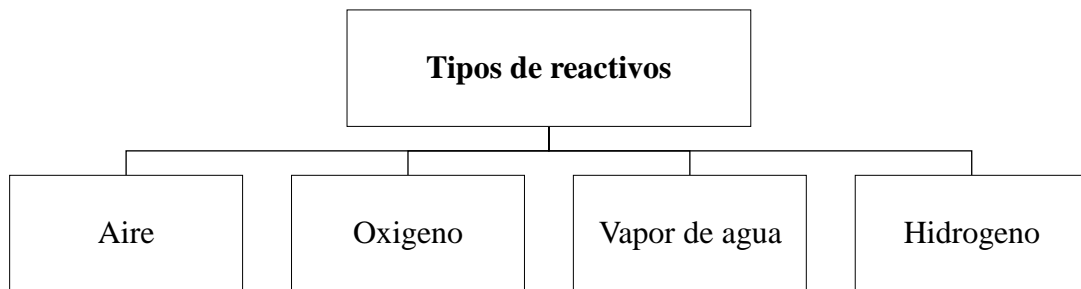 Tipos de reactivos
Aire
Oxigeno
Vapor de agua
Hidrogeno